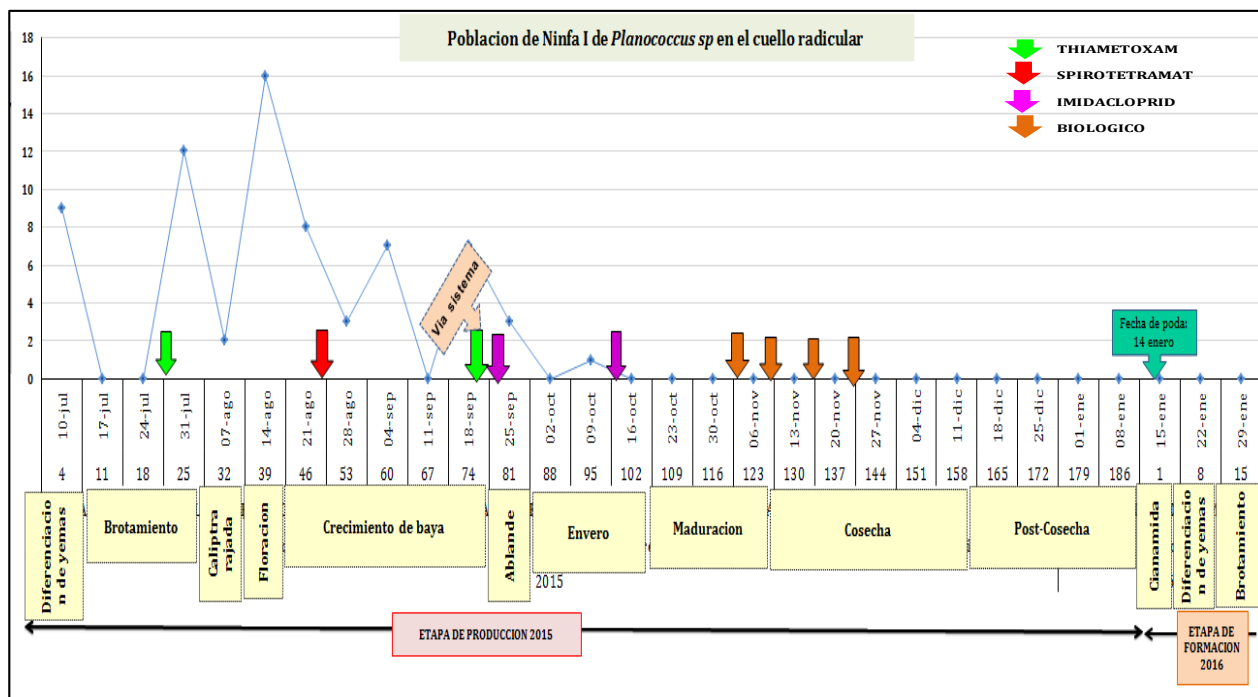 Poblacion de Ninfa I de Planococcus sp en el cuello radicular
THIAMETOXAM
SPIROTETRAMAT
IMIDACLOPRID
BIOLOGICO
18
16
14
12
10
8
6
4
2
0
Via sistema
Fecha de poda:
14 enero
10-jul
17-jul
24-jul
31-jul
07-ago
14-ago
21-ago
28-ago
04-sep
11-sep
18-sep
25-sep
02-oct
09-oct
16-oct
23-oct
30-oct
06-nov
13-nov
20-nov
27-nov
04-dic
11-dic
18-dic
25-dic
01-ene
08-ene
15-ene
22-ene
29-ene
4 11 18 25 32 39 46 53 60 67 74 81 88 95 102 109 116 123 130 137 144 151 158 165 172 179 186 1 8 15
Diferenciacio
n de yemas
Brotamiento
Caliptra
rajada
Floracion
Crecimiento de baya
Ablande
Envero
Maduracion
Cosecha
Post-Cosecha
Cianamida
Diferenciacio
n de yemas
Brotamiento
2015
ETAPA DE PRODUCCION 2015
ETAPA DE
FORMACION
2016